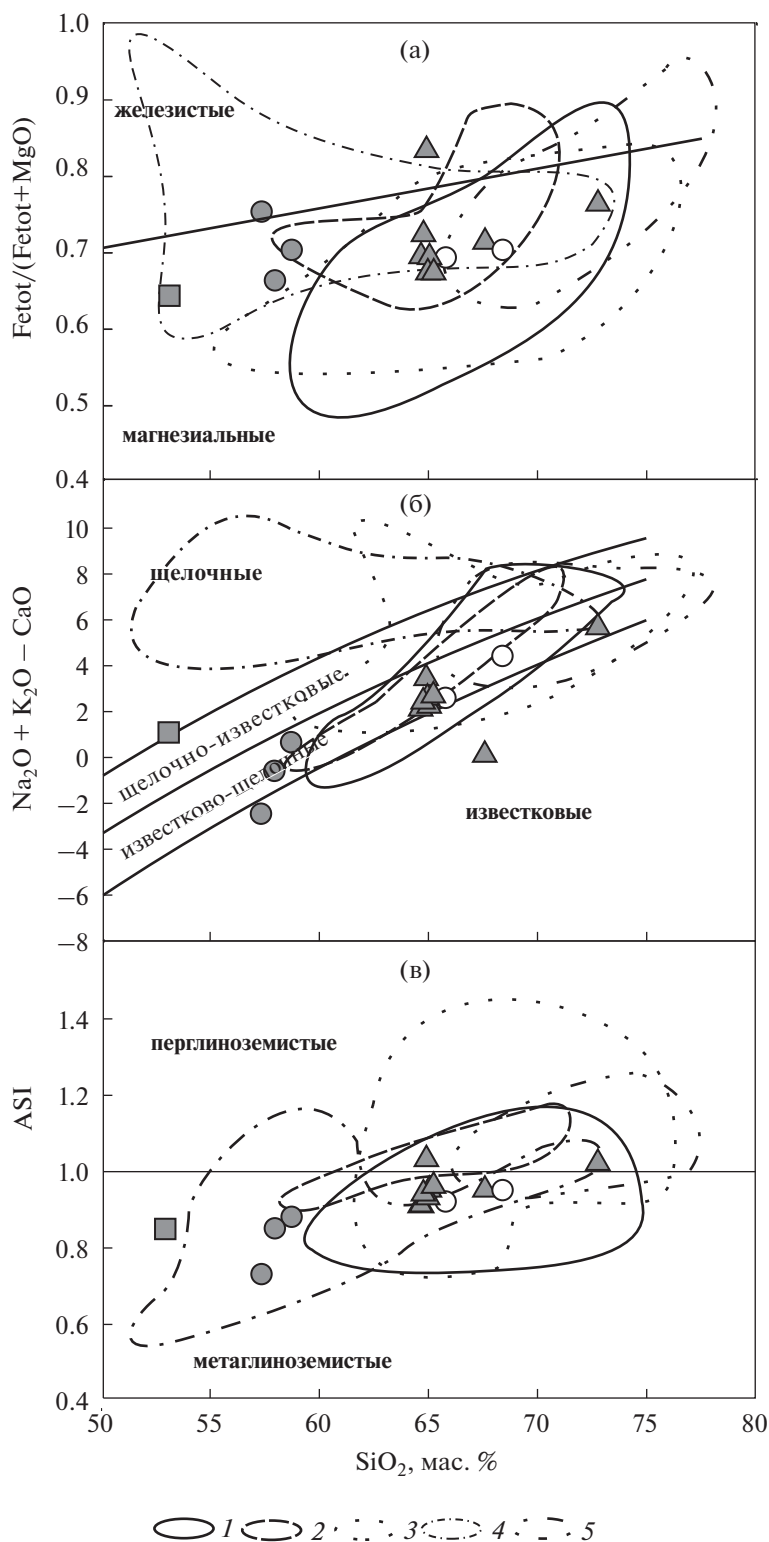 (а)
1.0
0.9
0.8
0.7
0.6
0.5
0.4
Fetot/(Fetot+MgO)
железистые
магнезиальные
(б)
10
8
6
4
2
0
−2
−4
−6
−8
Na₂O + K₂O − CaO
щелочные
щелочно-известковые
известково-щелочные
известковые
(в)
1.4
1.2
1.0
0.8
0.6
0.4
ASI
перглиноземистые
метаглиноземистые
50 55 60 65 70 75 80
SiO₂, мас. %
1 2 3 4 5